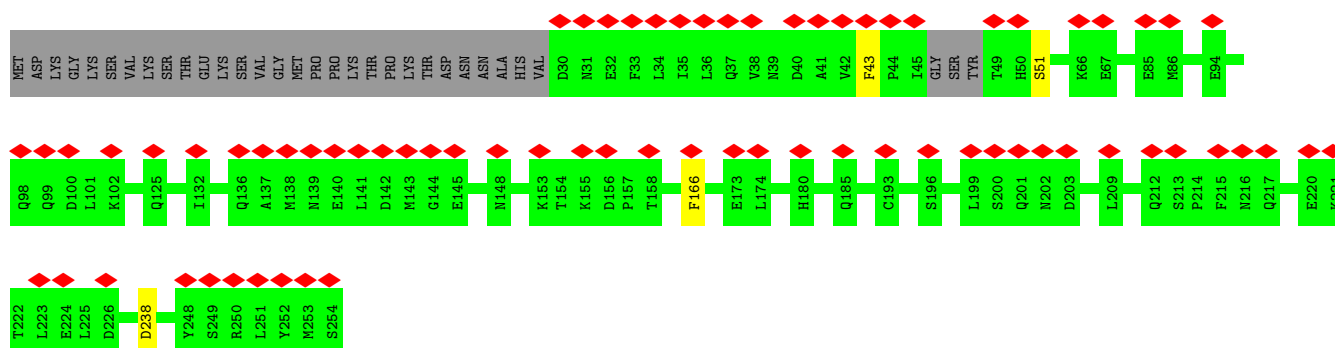 MET ASP LYS GLY LYS SER VAL LYS SER THR GLU LYS SER VAL GLY MET PRO PRO LYS THR PRO LYS THR ASP ASN ASN ALA HIS VAL D30 N31 E32 F33 L34 I35 L36 Q37 V38 N39 D40 A41 V42 F43 P44 I45 GLY SER TYR T49 H50 S51 K66 E67 E85 M86 E94
Q98 Q99 D100 L101 K102 Q125 I132 Q136 A137 M138 N139 E140 L141 D142 M143 G144 E145 N148 K153 T154 K155 D156 P157 T158 F166 E173 L174 H180 Q185 C193 S196 L199 S200 Q201 N202 D203 L209 Q212 S213 P214 F215 N216 Q217 E220
T222 L223 E224 L225 D226 D238 Y248 S249 R250 L251 Y252 M253 S254